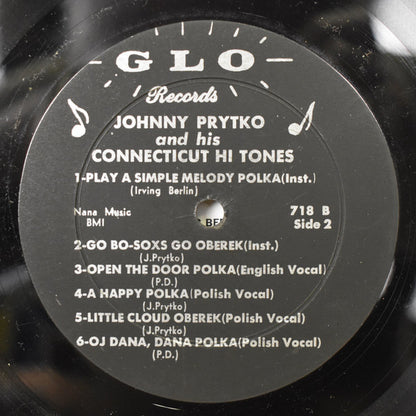 -GLO-
Records
JOHNNY PRYTKO
and his
CONNECTICUT HI TONES
1-PLAY A SIMPLE MELODY POLKA(Inst.)
(Irving Berlin)
Nana Music
BMI
718 B
Side 2
2-GO BO-SOXS GO OBEREK(Inst.)
(J.Prytko)
3-OPEN THE DOOR POLKA(English Vocal)
(P.D.)
4-A HAPPY POLKA(Polish Vocal)
(J.Prytko)
5-LITTLE CLOUD OBEREK(Polish Vocal)
(J.Prytko)
6-OJ DANA, DANA POLKA(Polish Vocal)
(P.D.)